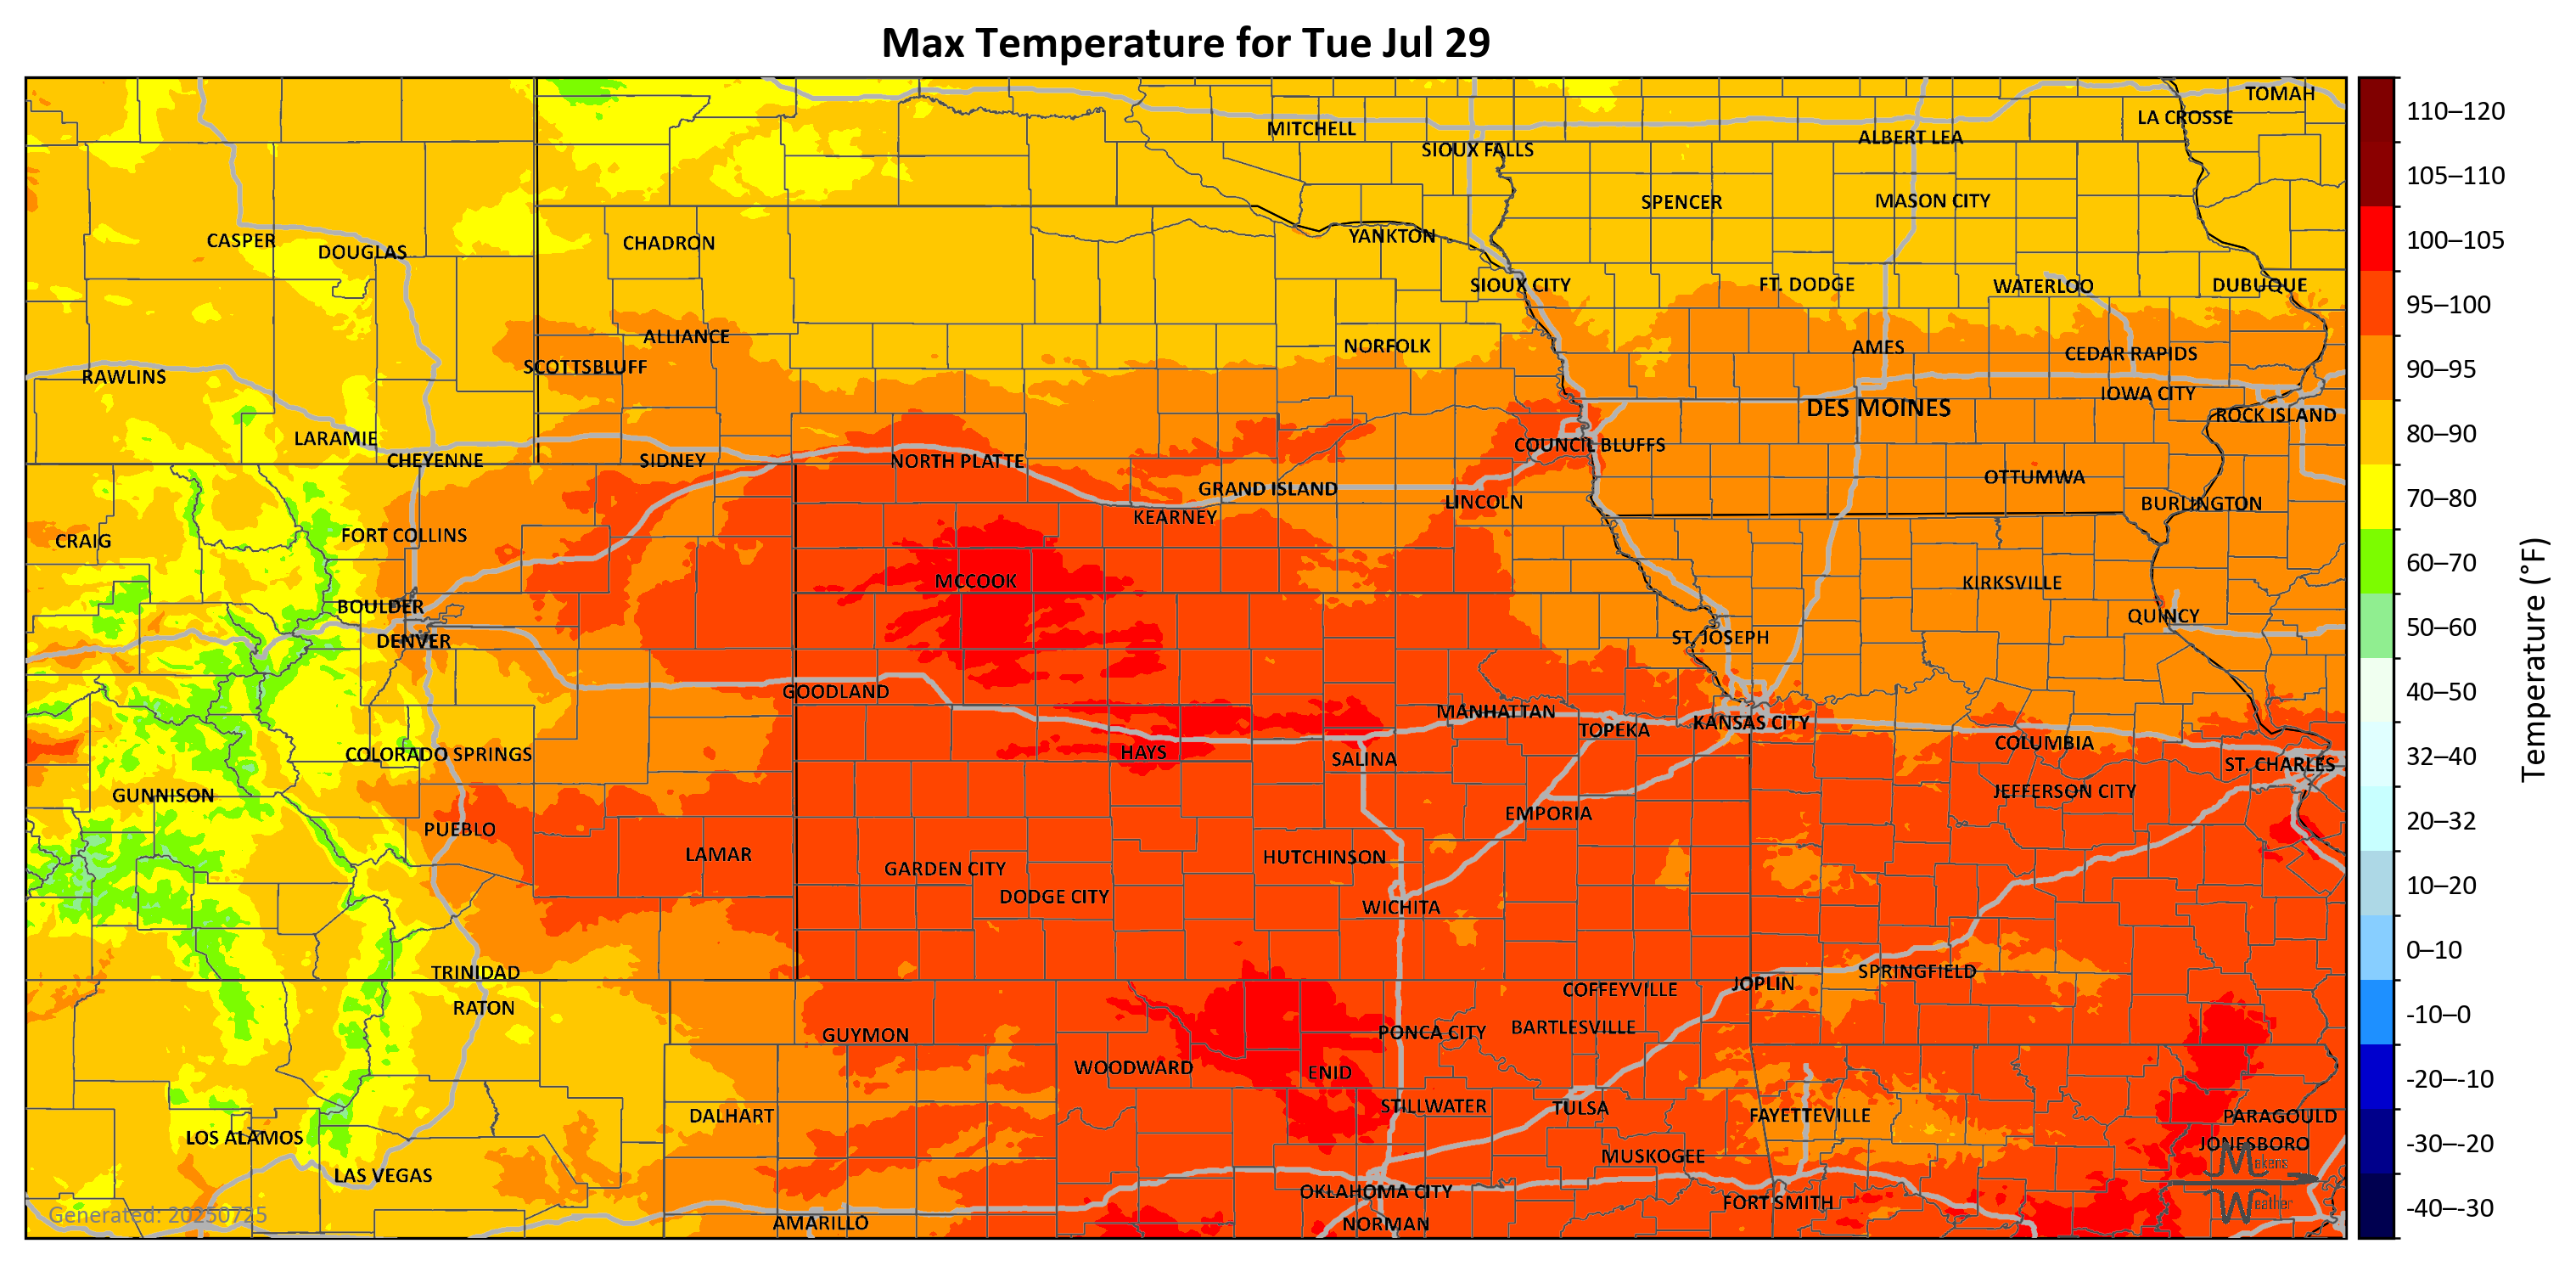 Max Temperature for Tue Jul 29
TOMAH
LA CROSSE
MITCHELL
ALBERT LEA
SIOUX FALLS
SPENCER
MASON CITY
YANKTON
CASPER
CHADRON
DOUGLAS
SIOUX CITY
FT. DODGE
WATERLOO
DUBUQUE
ALLIANCE
NORFOLK
AMES
CEDAR RAPIDS
SCOTTSBLUFF
RAWLINS
IOWA CITY
DES MOINES
ROCK ISLAND
LARAMIE
COUNCIL BLUFFS
CHEYENNE
SIDNEY
NORTH PLATTE
OTTUMWA
GRAND ISLAND
LINCOLN
BURLINGTON
KEARNEY
FORT COLLINS
CRAIG
MCCOOK
KIRKSVILLE
BOULDER
QUINCY
DENVER
ST. JOSEPH
GOODLAND
MANHATTAN
KANSAS CITY
TOPEKA
COLUMBIA
HAYS
COLORADO SPRINGS
SALINA
ST. CHARLES
GUNNISON
JEFFERSON CITY
EMPORIA
PUEBLO
LAMAR
HUTCHINSON
GARDEN CITY
DODGE CITY
WICHITA
TRINIDAD
SPRINGFIELD
JOPLIN
COFFEYVILLE
RATON
BARTLESVILLE
PONCA CITY
GUYMON
WOODWARD
ENID
STILLWATER
TULSA
DALHART
FAYETTEVILLE
PARAGOULD
LOS ALAMOS
JONESBORO
MUSKOGEE
LAS VEGAS
OKLAHOMA CITY
FORT SMITH
AMARILLO
NORMAN
Makens
Weather
Generated: 20250725
110–120
105–110
100–105
95–100
90–95
80–90
70–80
60–70
50–60
40–50
32–40
20–32
10–20
0–10
-10–0
-20–-10
-30–-20
-40–-30
Temperature (°F)